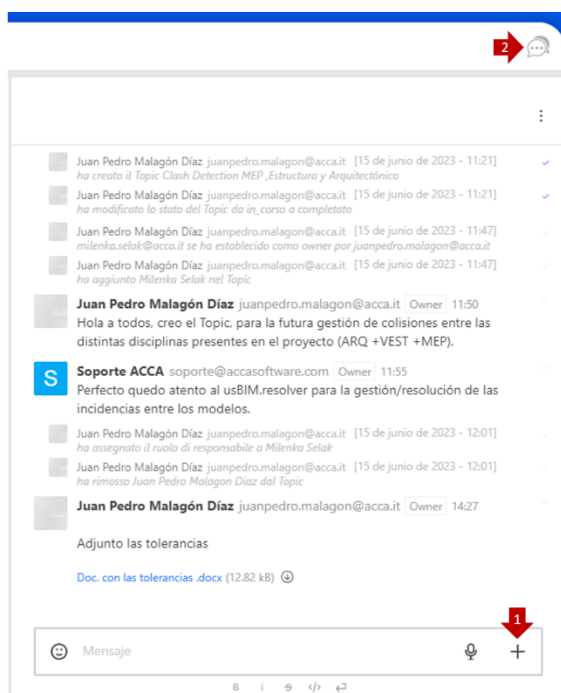 2
Juan Pedro Malagón Díaz juanpedro.malagon@acca.it [15 de junio de 2023 - 11:21]
ha creato il Topic Clash Detection MEP ,Estructura y Arquitectónico
Juan Pedro Malagón Díaz juanpedro.malagon@acca.it [15 de junio de 2023 - 11:21]
ha modificato lo stato del Topic da in_corso a completato
Juan Pedro Malagón Díaz juanpedro.malagon@acca.it [15 de junio de 2023 - 11:47]
milenka.selak@acca.it se ha establecido como owner por juanpedro.malagon@acca.it
Juan Pedro Malagón Díaz juanpedro.malagon@acca.it [15 de junio de 2023 - 11:47]
ha aggiunto Milenka Selak nel Topic
Juan Pedro Malagón Díaz juanpedro.malagon@acca.it Owner 11:50
Hola a todos, creo el Topic, para la futura gestión de colisiones entre las
distintas disciplinas presentes en el proyecto (ARQ +VEST +MEP).
S
Soporte ACCA soporte@accasoftware.com Owner 11:55
Perfecto quedo atento al usBIM.resolver para la gestión/resolución de las
incidencias entre los modelos.
Juan Pedro Malagón Díaz juanpedro.malagon@acca.it [15 de junio de 2023 - 12:01]
ha assegnato il ruolo di responsabile a Milenka Selak
Juan Pedro Malagón Díaz juanpedro.malagon@acca.it [15 de junio de 2023 - 12:01]
ha rimosso Juan Pedro Malagon Diaz dal Topic
Juan Pedro Malagón Díaz juanpedro.malagon@acca.it Owner 14:27
Adjunto las tolerancias
Doc. con las tolerancias .docx (12.82 kB)
1
Mensaje
B i S </>